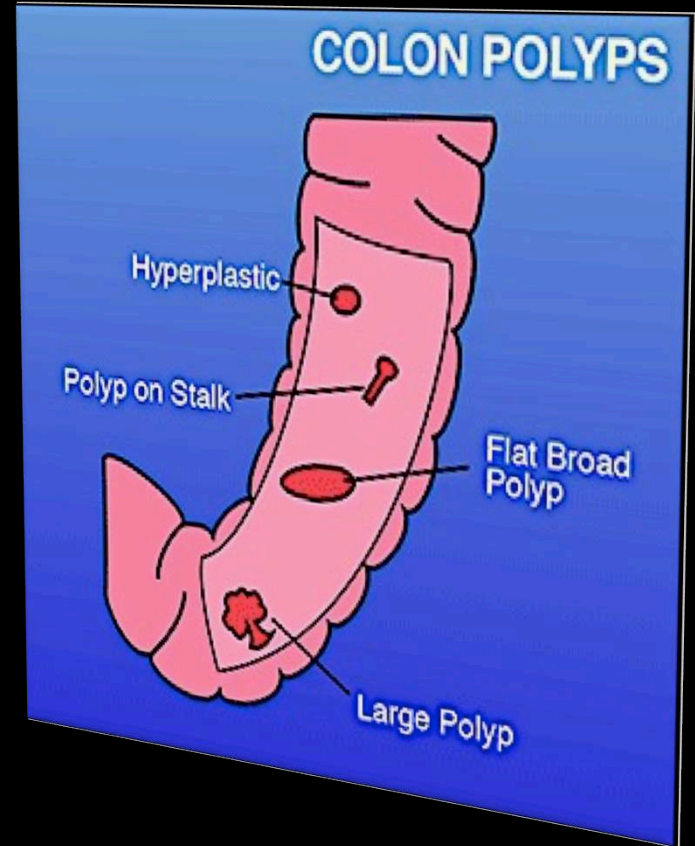 COLON POLYPS
Hyperplastic
Polyp on Stalk
Flat Broad
Polyp
Large Polyp